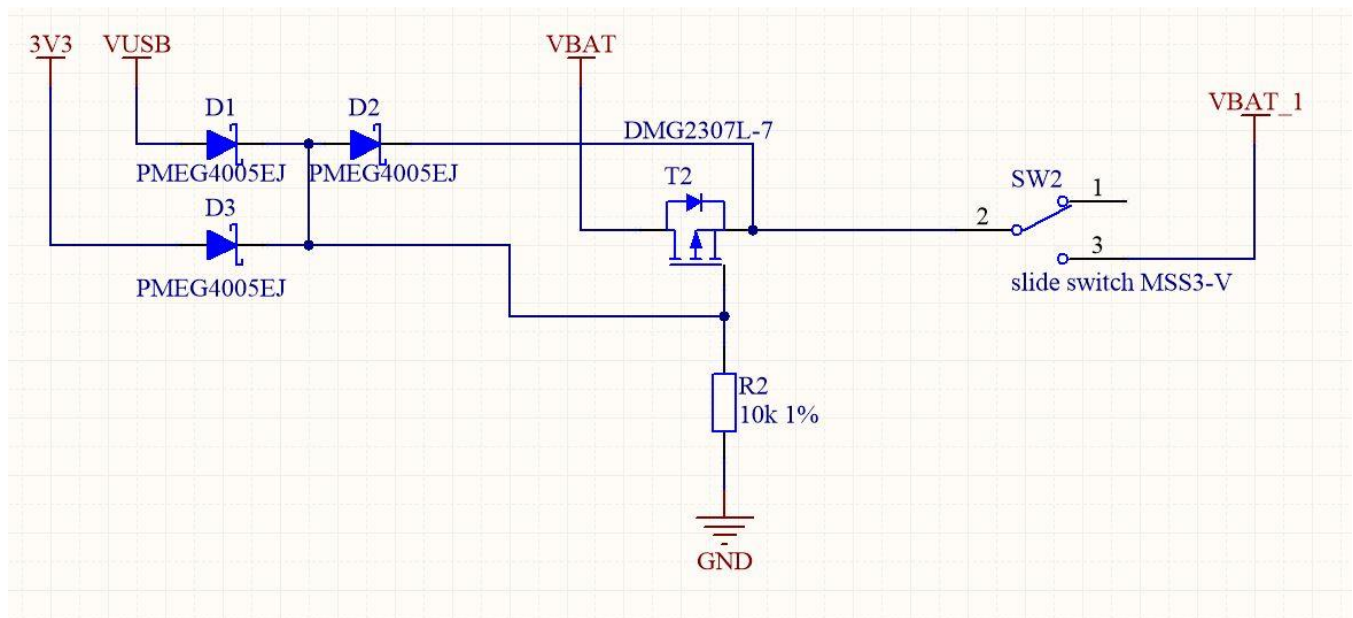 3V3
VUSB
VBAT
VBAT_1
D1
D2
DMG2307L-7
PMEG4005EJ
PMEG4005EJ
T2
SW2
1
D3
2
3
PMEG4005EJ
slide switch MSS3-V
R2
10k 1%
GND